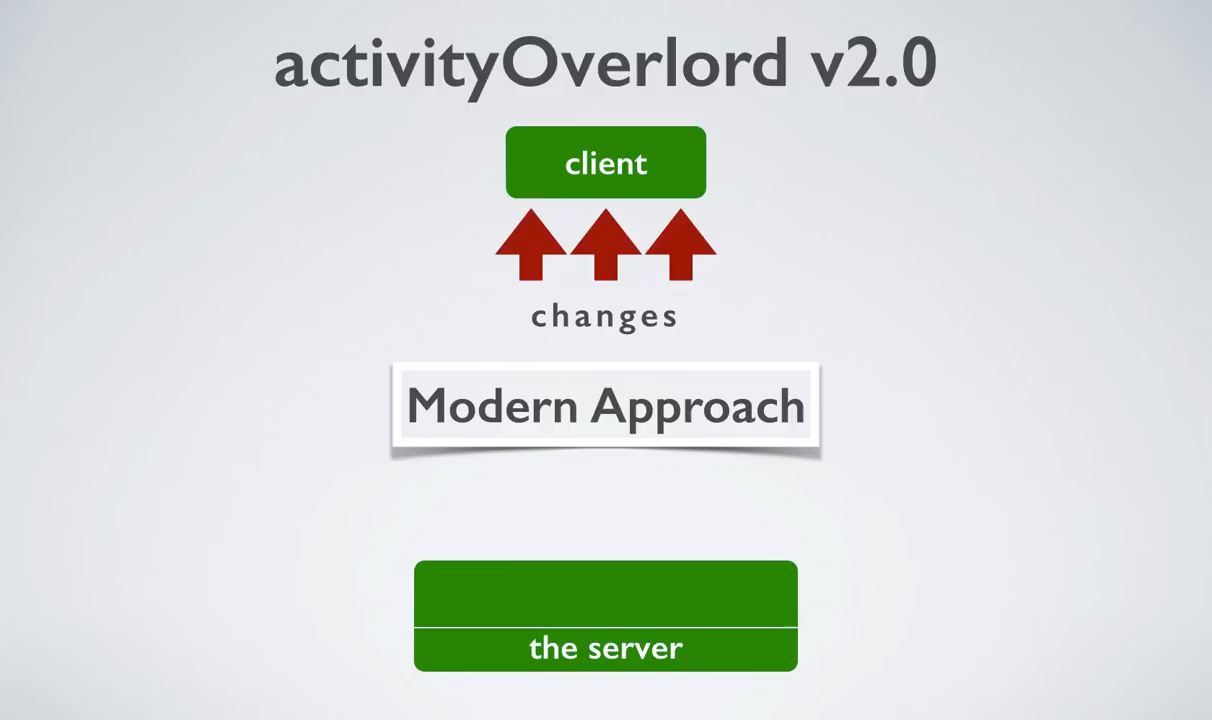 activityOverlord v2.0
client
changes
Modern Approach
the server